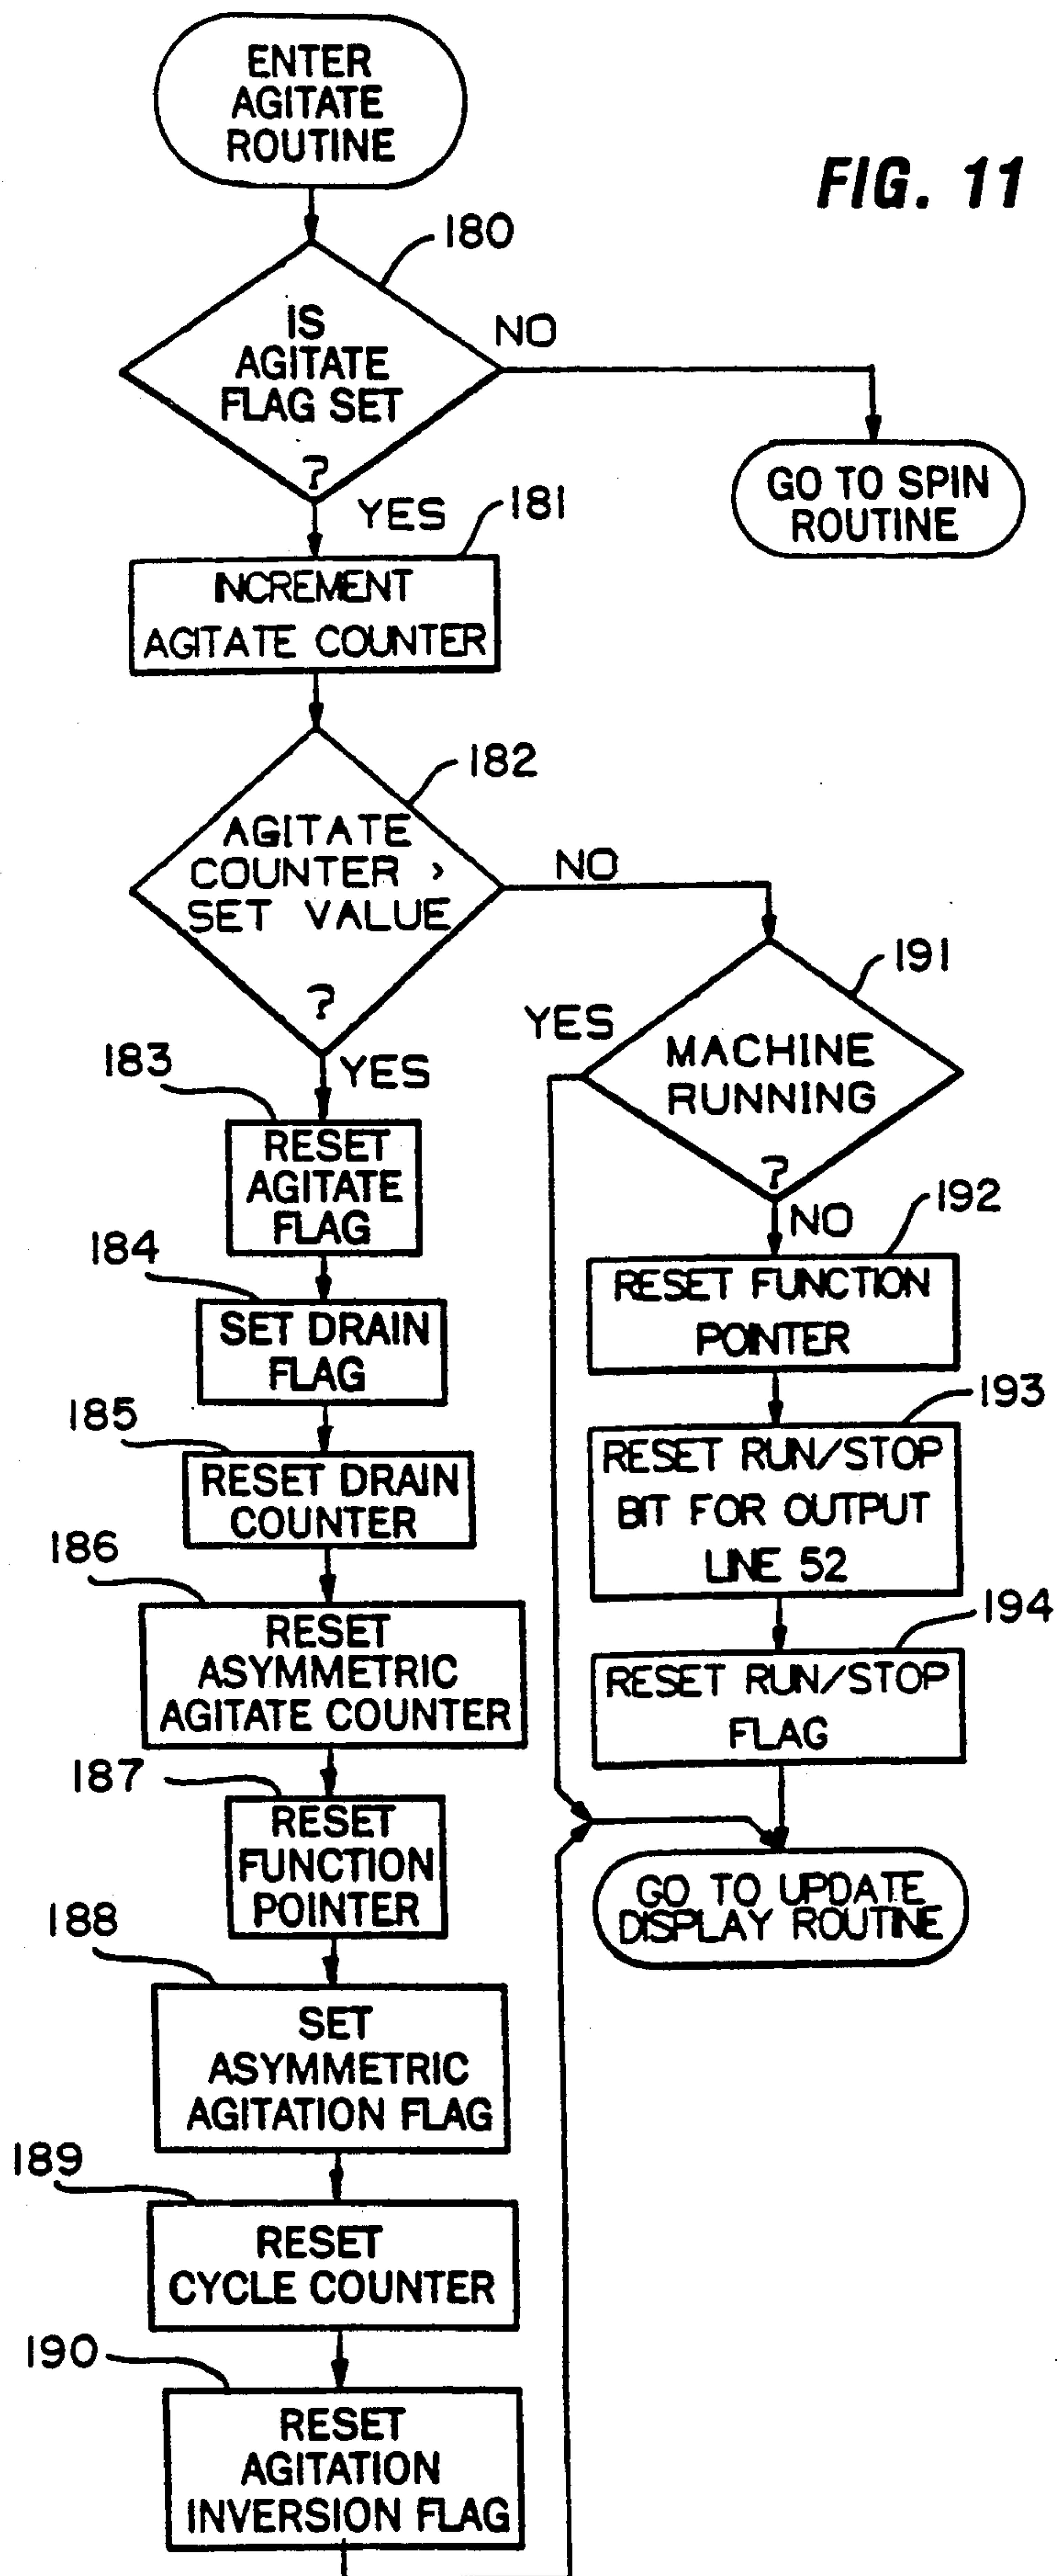 ENTER
AGITATE
ROUTINE
FIG. 11
180
IS
AGITATE
FLAG SET
?
NO
GO TO SPIN
ROUTINE
YES
181
INCREMENT
AGITATE COUNTER
182
AGITATE
COUNTER >
SET VALUE
?
NO
191
YES
MACHINE
RUNNING
?
183
YES
RESET
AGITATE
FLAG
192
NO
RESET FUNCTION
POINTER
184
SET DRAIN
FLAG
193
RESET RUN/STOP
BIT FOR OUTPUT
LINE 52
185
RESET DRAIN
COUNTER
186
RESET
ASYMMETRIC
AGITATE COUNTER
194
RESET RUN/STOP
FLAG
187
RESET
FUNCTION
POINTER
GO TO UPDATE
DISPLAY ROUTINE
188
SET
ASYMMETRIC
AGITATION FLAG
189
RESET
CYCLE COUNTER
190
RESET
AGITATION
INVERSION FLAG